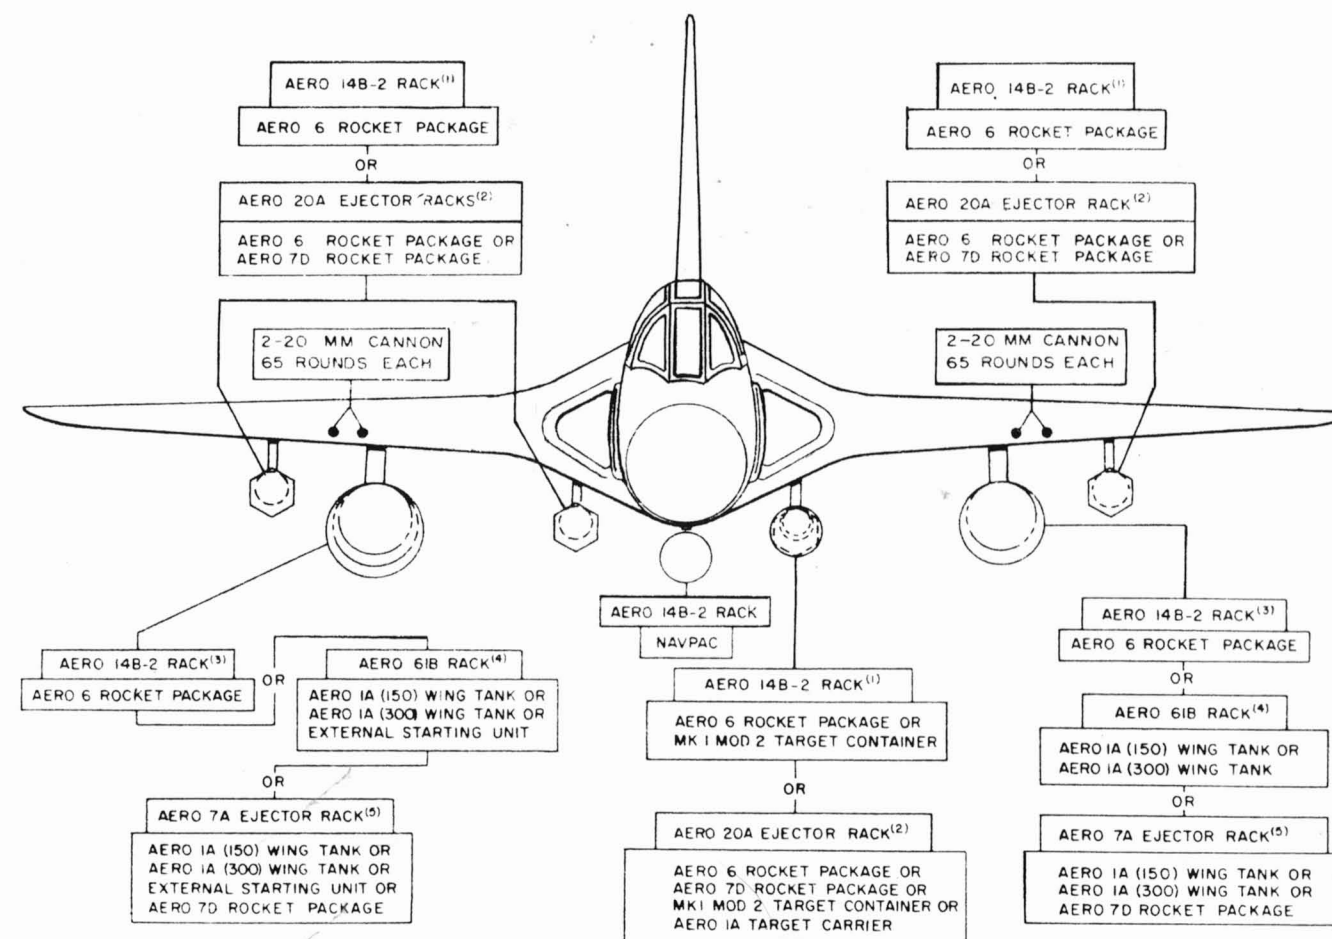 AERO 14B-2 RACK(1)
AERO 6 ROCKET PACKAGE
OR
AERO 20A EJECTOR RACKS(2)
AERO 6 ROCKET PACKAGE OR
AERO 7D ROCKET PACKAGE.
2-20 MM CANNON
65 ROUNDS EACH
AERO 14B-2 RACK(1)
AERO 6 ROCKET PACKAGE
OR
AERO 20A EJECTOR RACK(2)
AERO 6 ROCKET PACKAGE OR
AERO 7D ROCKET PACKAGE
2-20 MM CANNON
65 ROUNDS EACH
AERO 14B-2 RACK(3)
AERO 6 ROCKET PACKAGE
OR
AERO 61B RACK(4)
AERO 1A (150) WING TANK OR
AERO 1A (300) WING TANK OR
EXTERNAL STARTING UNIT
OR
AERO 7A EJECTOR RACK(5)
AERO 1A (150) WING TANK OR
AERO 1A (300) WING TANK OR
EXTERNAL STARTING UNIT OR
AERO 7D ROCKET PACKAGE
AERO 14B-2 RACK
NAVPAC
AERO 14B-2 RACK(1)
AERO 6 ROCKET PACKAGE OR
MK 1 MOD 2 TARGET CONTAINER
OR
AERO 20A EJECTOR RACK(2)
AERO 6 ROCKET PACKAGE OR
AERO 7D ROCKET PACKAGE OR
MK1 MOD 2 TARGET CONTAINER OR
AERO 1A TARGET CARRIER
AERO 14B-2 RACK(3)
AERO 6 ROCKET PACKAGE
OR
AERO 61B RACK(4)
AERO 1A (150) WING TANK OR
AERO 1A (300) WING TANK
OR
AERO 7A EJECTOR RACK(5)
AERO 1A (150) WING TANK OR
AERO 1A (300) WING TANK OR
AERO 7D ROCKET PACKAGE